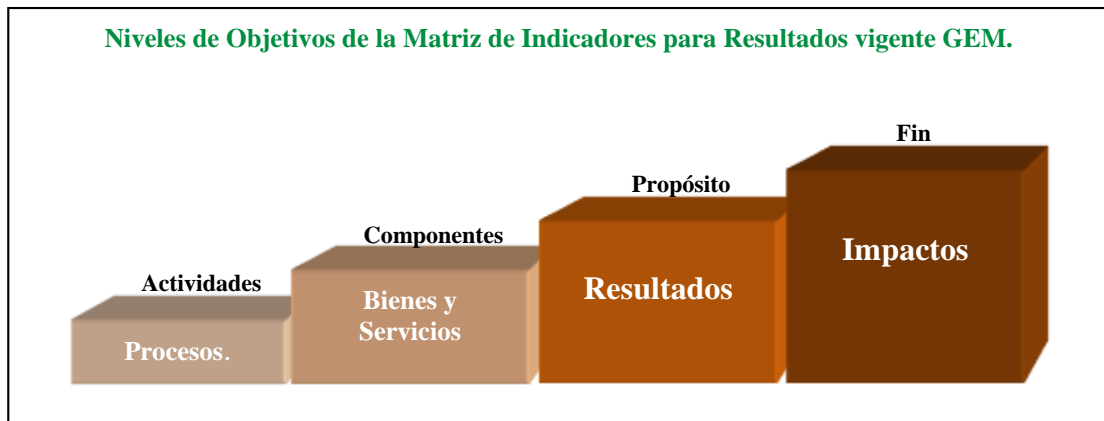 Niveles de Objetivos de la Matriz de Indicadores para Resultados vigente GEM.
Actividades
Procesos.
Componentes
Bienes y
Servicios
Propósito
Resultados
Fin
Impactos